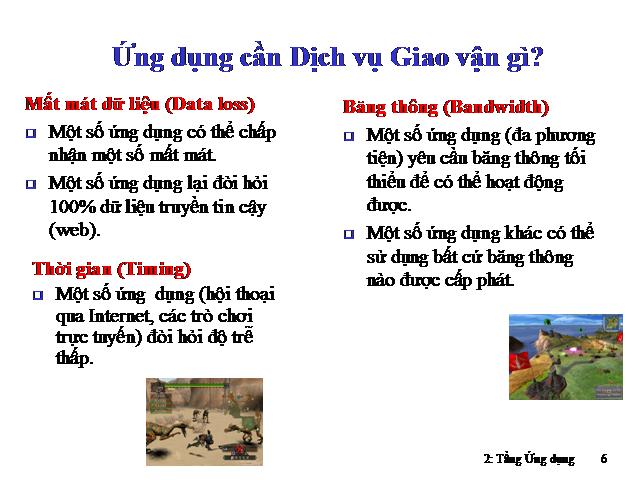 Ứng dụng cần Dịch vụ Giao vận gì?
Mất mát dữ liệu (Data loss)
Một số ứng dụng có thể chấp
nhận một số mất mát.
Một số ứng dụng lại đòi hỏi
100% dữ liệu truyền tin cậy
(web).
Thời gian (Timing)
Một số ứng dụng (hội thoại
qua Internet, các trò chơi
trực tuyến) đòi hỏi độ trễ
thấp.
Băng thông (Bandwidth)
Một số ứng dụng (đa phương
tiện) yêu cầu băng thông tối
thiểu để có thể hoạt động
được.
Một số ứng dụng khác có thể
sử dụng bất cứ băng thông
nào được cấp phát.
2: Tầng Ứng dụng 6